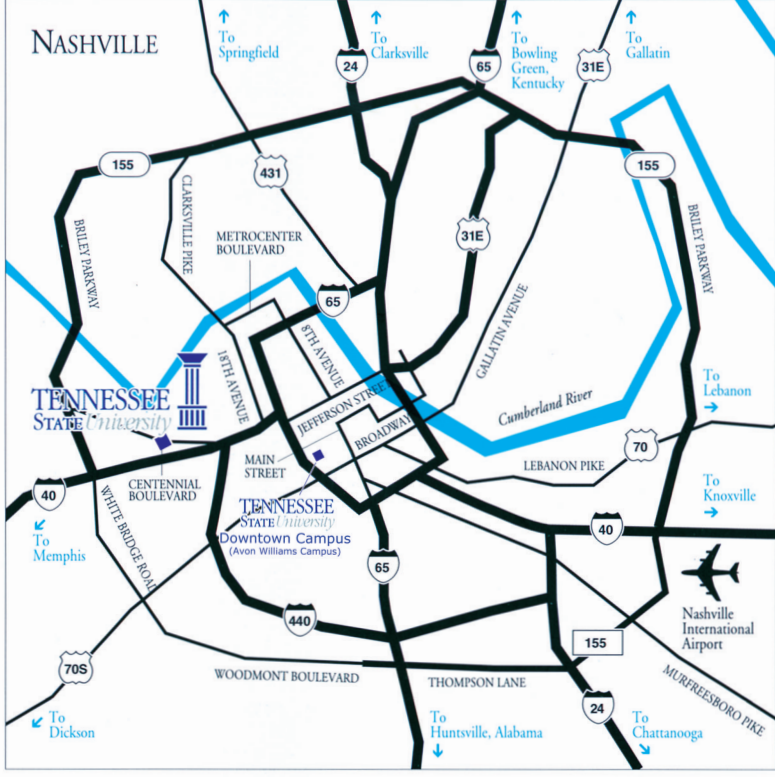 NASHVILLE
To
Springfield
24
To
Clarksville
65
To
Bowling
Green,
Kentucky
31E
To
Gallatin
155
431
155
CLARKSVILLE PIKE
BRILEY PARKWAY
METROCENTER
BOULEVARD
31E
BRILEY PARKWAY
65
8TH AVENUE
18TH AVENUE
GALLATIN AVENUE
TENNESSEE
STATE University
JEFFERSON STREET
Cumberland River
To
Lebanon
BROADWAY
70
MAIN
STREET
LEBANON PIKE
CENTENNIAL
BOULEVARD
40
To
Memphis
WHITE BRIDGE ROAD
TENNESSEE
STATE University
Downtown Campus
(Avon Williams Campus)
To
Knoxville
40
65
Nashville
International
Airport
440
155
70S
WOODMONT BOULEVARD
THOMPSON LANE
MURFREESBORO PIKE
24
To
Dickson
To
Huntsville, Alabama
To
Chattanooga